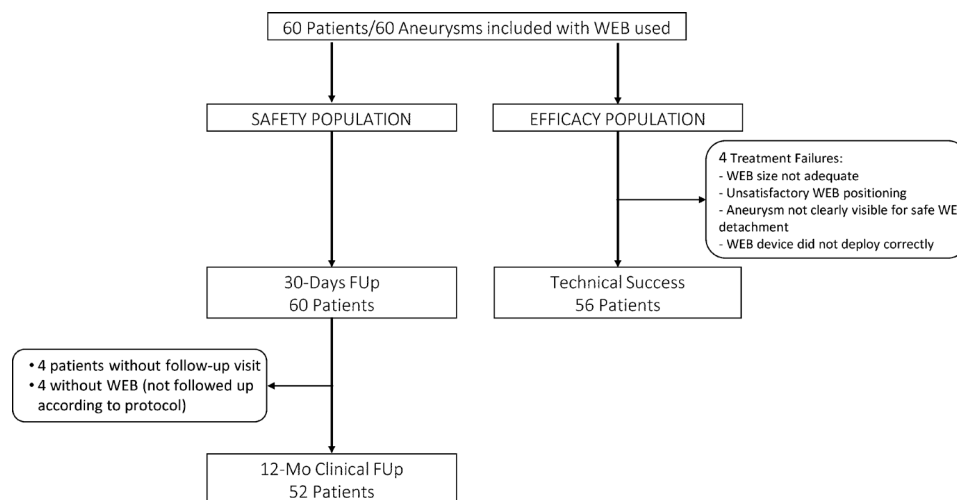 60 Patients/60 Aneurysms included with WEB used
SAFETY POPULATION
EFFICACY POPULATION
4 Treatment Failures:
- WEB size not adequate
- Unsatisfactory WEB positioning
- Aneurysm not clearly visible for safe WE
detachment
- WEB device did not deploy correctly
30-Days FUp
60 Patients
Technical Success
56 Patients
• 4 patients without follow-up visit
• 4 without WEB (not followed up
according to protocol)
12-Mo Clinical FUp
52 Patients